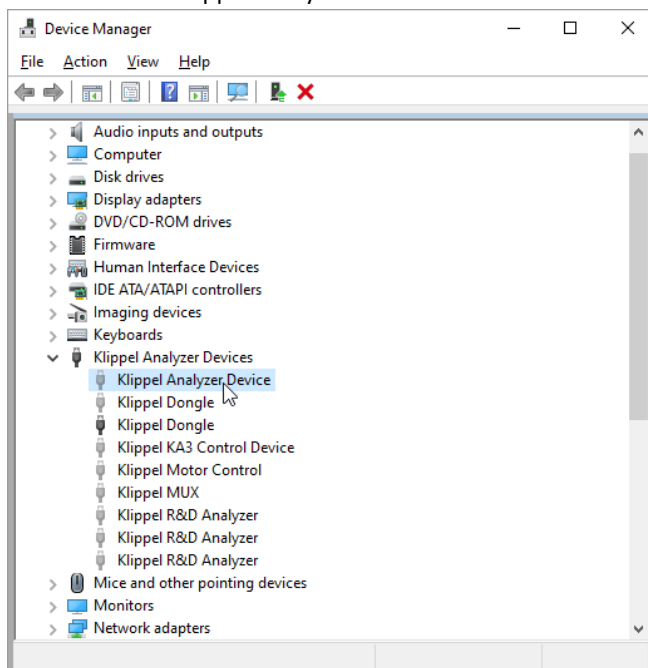 Device Manager
File Action View Help
Audio inputs and outputs
Computer
Disk drives
Display adapters
DVD/CD-ROM drives
Firmware
Human Interface Devices
IDE ATA/ATAPI controllers
Imaging devices
Keyboards
Klippel Analyzer Devices
Klippel Analyzer Device
Klippel Dongle
Klippel Dongle
Klippel KA3 Control Device
Klippel Motor Control
Klippel MUX
Klippel R&D Analyzer
Klippel R&D Analyzer
Klippel R&D Analyzer
Mice and other pointing devices
Monitors
Network adapters